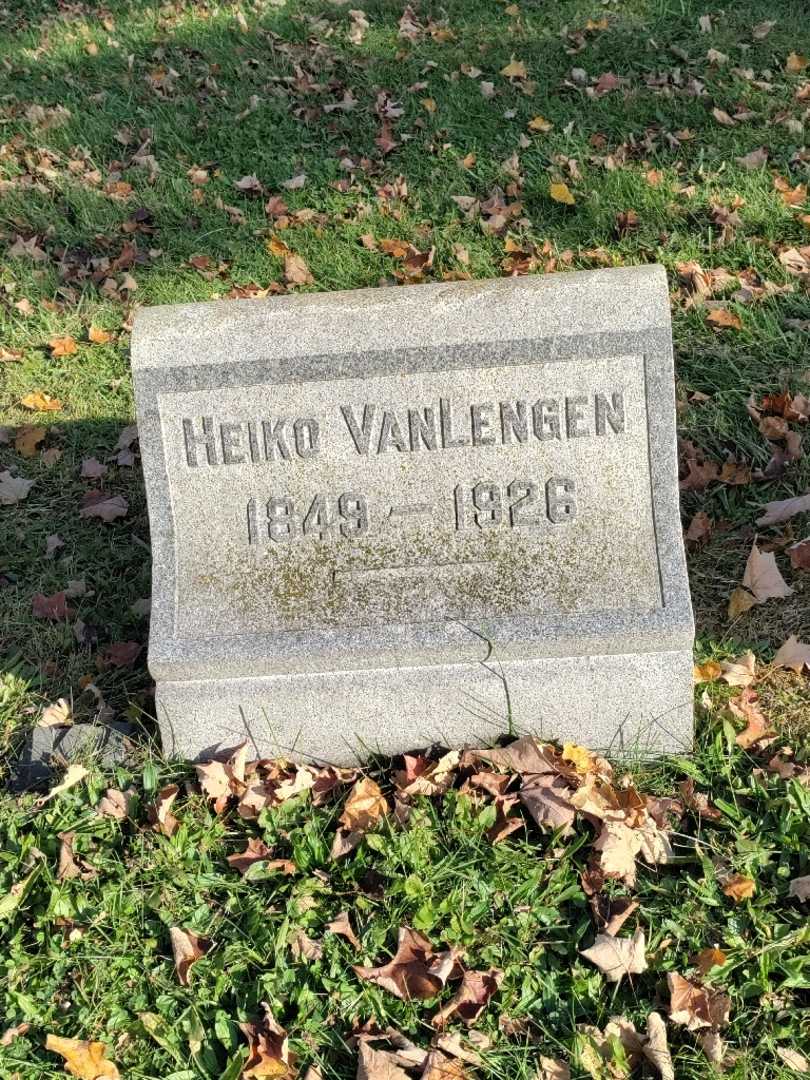 HEIKO VANLENGEN
1849 — 1926